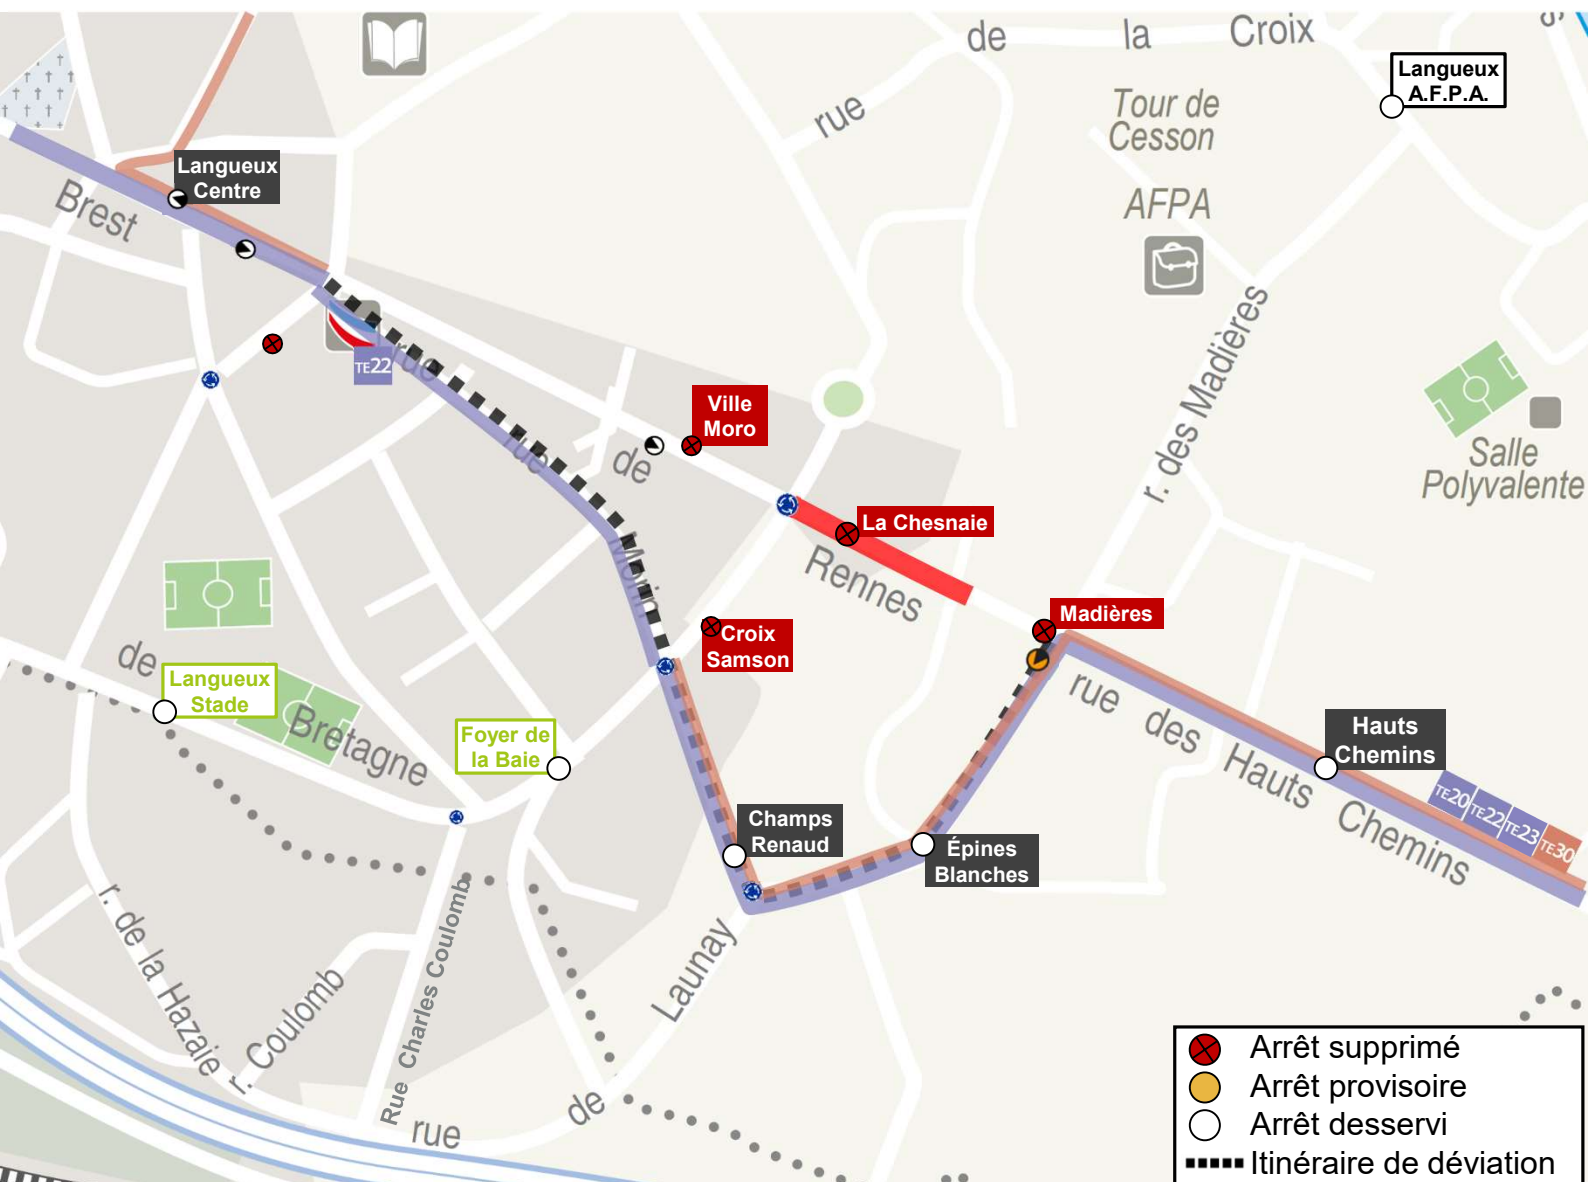 de la Croix
Langueux
A.F.P.A.
rue
Tour de
Cesson
Langueux
Centre
Brest
AFPA
r. des Madières
TE22
rue
Ville
Moro
rue
de
Salle
Polyvalente
La Chesnaie
Rennes
Morin
Madières
Croix
Samson
de
Langueux
Stade
Bretagne
Foyer de
la Baie
rue des Hauts Chemins
Hauts
Chemins
TE20 TE22 TE23 TE30
Champs
Renaud
Épines
Blanches
r. de la Hazaie
r. Coulomb
Rue Charles Coulomb
Launay
de
rue
Arrêt supprimé
Arrêt provisoire
Arrêt desservi
Itinéraire de déviation